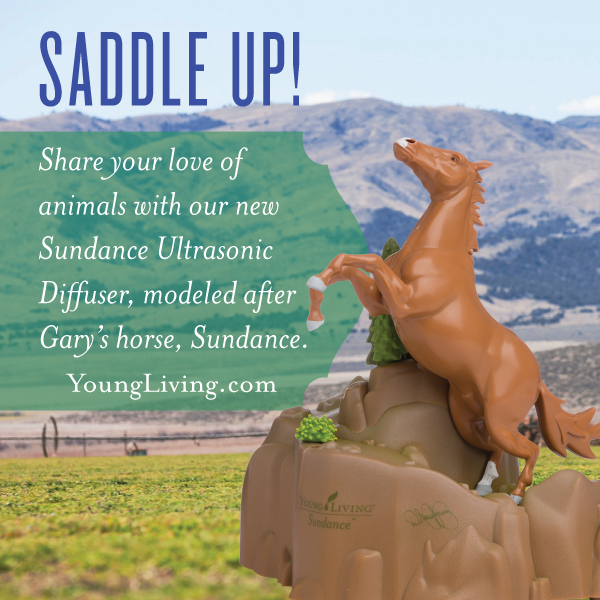 SADDLE UP!
Share your love of
animals with our new
Sundance Ultrasonic
Diffuser, modeled after
Gary's horse, Sundance.
YoungLiving.com
YOUNG LIVING®
Sundance™